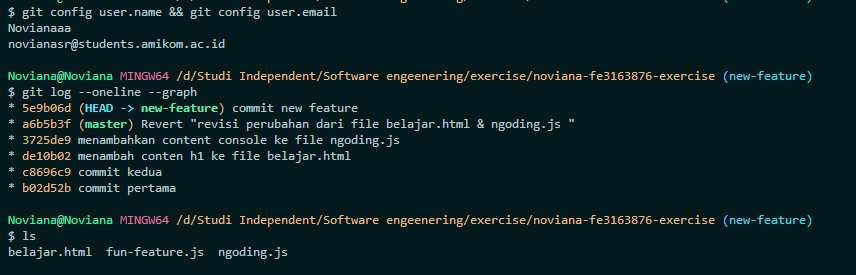 $ git config user.name && git config user.email
Novianaaa
novianasr@students.amikom.ac.id
Noviana@Noviana MINGW64 /d/Studi Independent/Software engeenering/exercise/noviana-fe3163876-exercise (new-feature)
$ git log --oneline --graph
* 5e9b06d (HEAD -> new-feature) commit new feature
* a6b5b3f (master) Revert "revisi perubahan dari file belajar.html & ngoding.js "
* 3725de9 menambahkan content console ke file ngoding.js
* de10b02 menambah conten h1 ke file belajar.html
* c8696c9 commit kedua
* b02d52b commit pertama
Noviana@Noviana MINGW64 /d/Studi Independent/Software engeenering/exercise/noviana-fe3163876-exercise (new-feature)
$ ls
belajar.html  fun-feature.js  ngoding.js